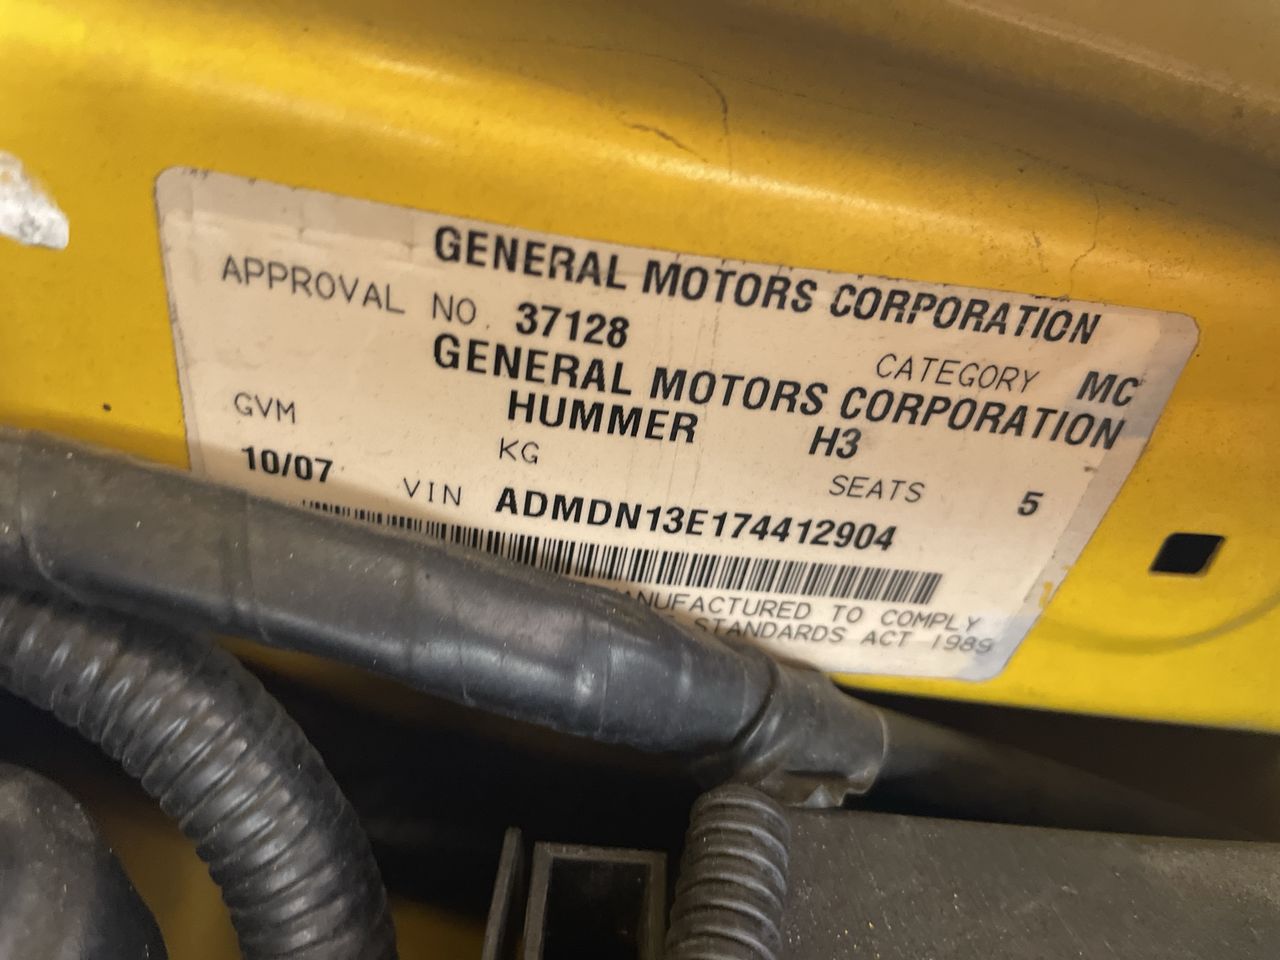 GENERAL MOTORS CORPORATION
APPROVAL NO. 37128 CATEGORY MC
GENERAL MOTORS CORPORATION
HUMMER H3
GVM KG SEATS 5
10/07 VIN ADMDN13E174412904
MANUFACTURED TO COMPLY
STANDARDS ACT 1989